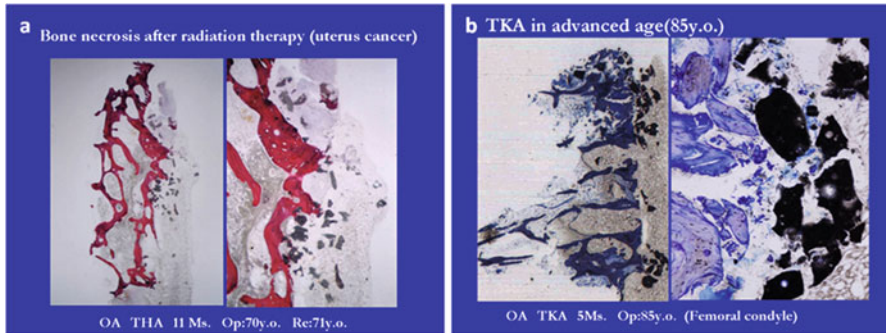 a
Bone necrosis after radiation therapy (uterus cancer)
OA THA 11 Ms. Op:70y.o. Re:71y.o.
b TKA in advanced age(85y.o.)
OA TKA 5Ms. Op:85y.o. (Femoral condyle)